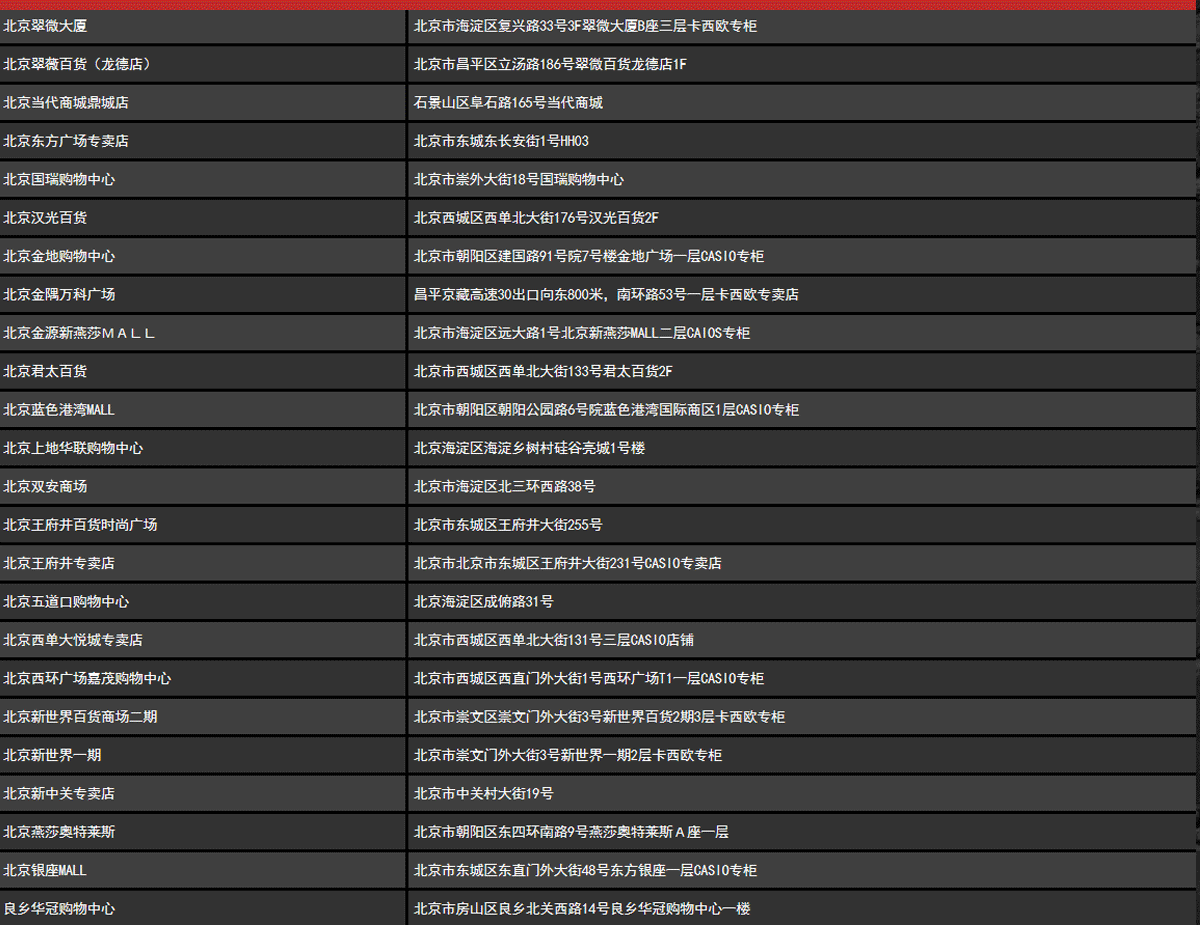 北京翠微大厦 北京市海淀区复兴路33号3F翠微大厦B座三层卡西欧专柜
北京翠薇百货（龙德店） 北京市昌平区立汤路186号翠微百货龙德店1F
北京当代商城鼎城店 石景山区阜石路165号当代商城
北京东方广场专卖店 北京市东城东长安街1号HH03
北京国瑞购物中心 北京市崇外大街18号国瑞购物中心
北京汉光百货 北京西城区西单北大街176号汉光百货2F
北京金地购物中心 北京市朝阳区建国路91号院7号楼金地广场一层CASIO专柜
北京金隅万科广场 昌平京藏高速30出口向东800米，南环路53号一层卡西欧专卖店
北京金源新燕莎ＭＡＬＬ 北京市海淀区远大路1号北京新燕莎MALL二层CAIOS专柜
北京君太百货 北京市西城区西单北大街133号君太百货2F
北京蓝色港湾MALL 北京市朝阳区朝阳公园路6号院蓝色港湾国际商区1层CASIO专柜
北京上地华联购物中心 北京海淀区海淀乡树村硅谷亮城1号楼
北京双安商场 北京市海淀区北三环西路38号
北京王府井百货时尚广场 北京市东城区王府井大街255号
北京王府井专卖店 北京市北京市东城区王府井大街231号CASIO专卖店
北京五道口购物中心 北京海淀区成俯路31号
北京西单大悦城专卖店 北京市西城区西单北大街131号三层CASIO店铺
北京西环广场嘉茂购物中心 北京市西城区西直门外大街1号西环广场T1一层CASIO专柜
北京新世界百货商场二期 北京市崇文区崇文门外大街3号新世界百货2期3层卡西欧专柜
北京新世界一期 北京市崇文门外大街3号新世界一期2层卡西欧专柜
北京新中关专卖店 北京市中关村大街19号
北京燕莎奥特莱斯 北京市朝阳区东四环南路9号燕莎奥特莱斯Ａ座一层
北京银座MALL 北京市东城区东直门外大街48号东方银座一层CASIO专柜
良乡华冠购物中心 北京市房山区良乡北关西路14号良乡华冠购物中心一楼